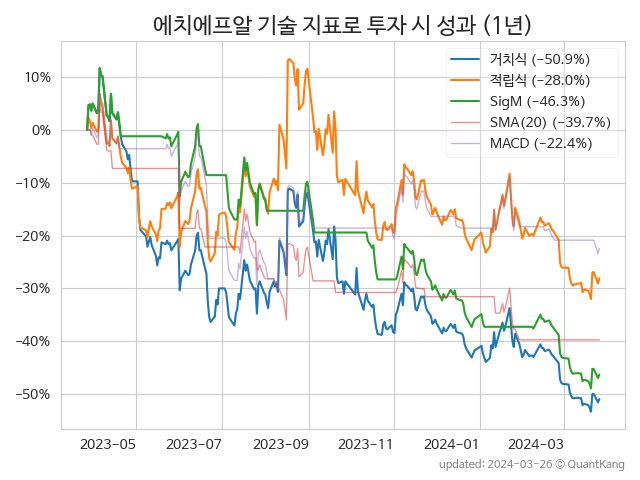 에치에프알 기술 지표로 투자 시 성과 (1년)
거치식 (−50.9%)
적립식 (−28.0%)
SigM (−46.3%)
SMA(20) (−39.7%)
MACD (−22.4%)
10%
0%
−10%
−20%
−30%
−40%
−50%
2023-05 2023-07 2023-09 2023-11 2024-01 2024-03
updated: 2024-03-26 © QuantKang